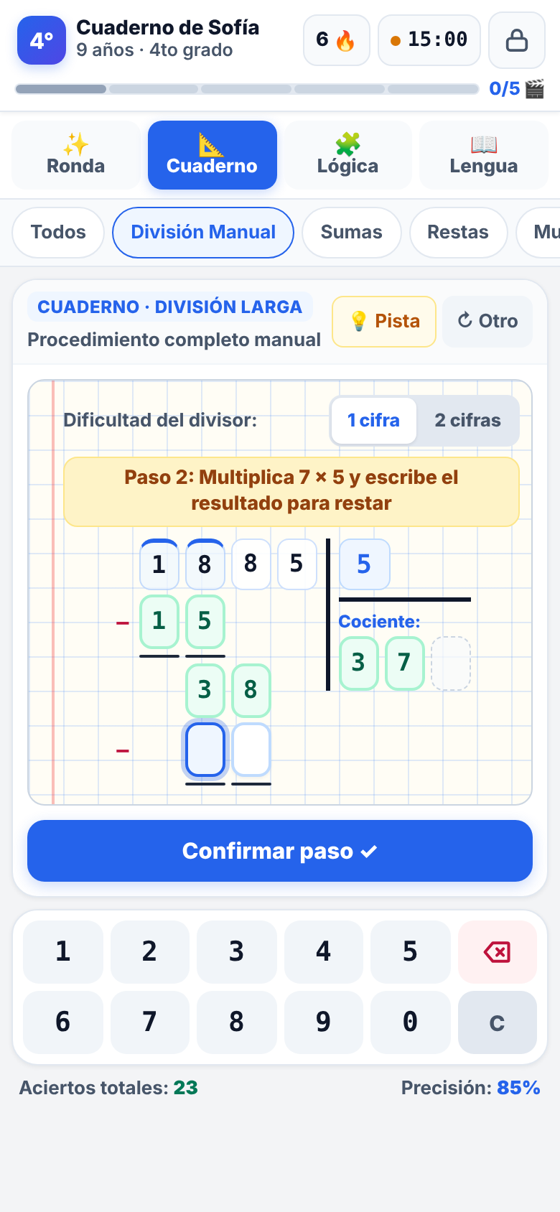 4° Cuaderno de Sofía 6 🔥 15:00
9 años · 4to grado
0/5 🎬
✨ 📐 🧩 📖
Ronda Cuaderno Lógica Lengua
Todos División Manual Sumas Restas Mu
CUADERNO · DIVISIÓN LARGA
Procedimiento completo manual
💡 Pista ↻ Otro
Dificultad del divisor: 1 cifra 2 cifras
Paso 2: Multiplica 7 × 5 y escribe el
resultado para restar
1 8 8 5 5
− 1 5 Cociente:
3 7
3 8
−
Confirmar paso ✓
1 2 3 4 5
6 7 8 9 0 C
Aciertos totales: 23 Precisión: 85%